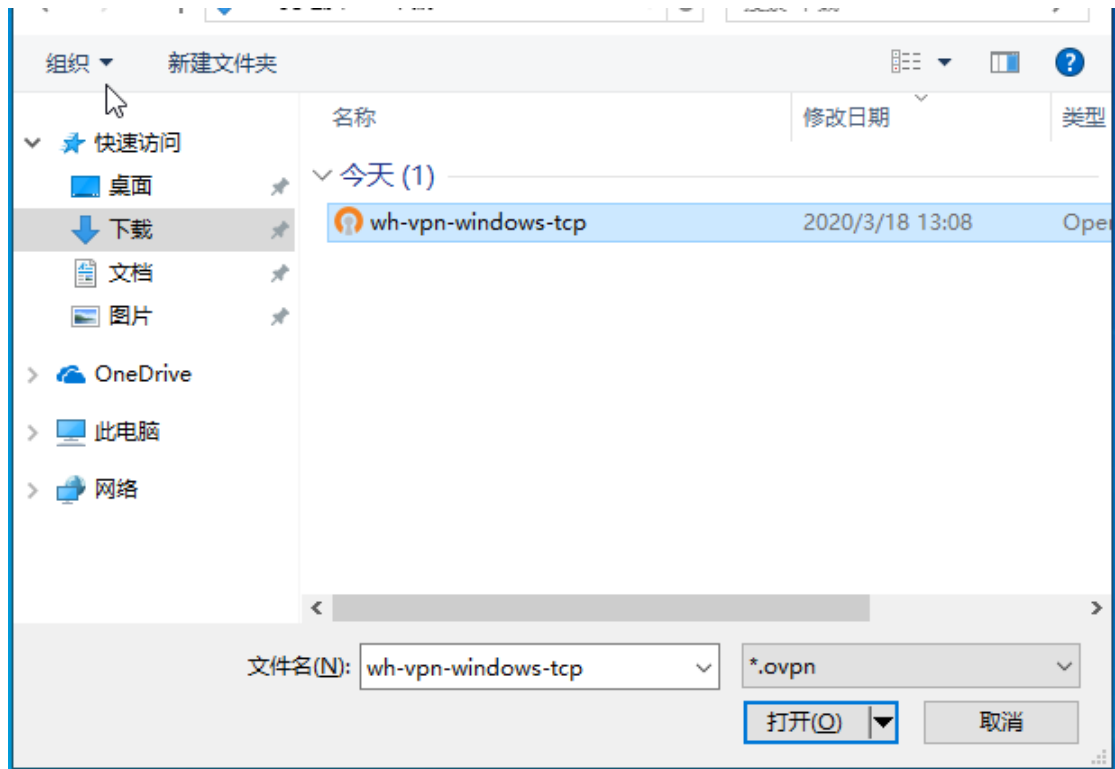 组织 新建文件夹
名称 修改日期 类型
快速访问
今天 (1)
桌面
wh-vpn-windows-tcp 2020/3/18 13:08 Oper
下载
文档
图片
OneDrive
此电脑
网络
文件名(N): wh-vpn-windows-tcp *.ovpn
打开(O) 取消